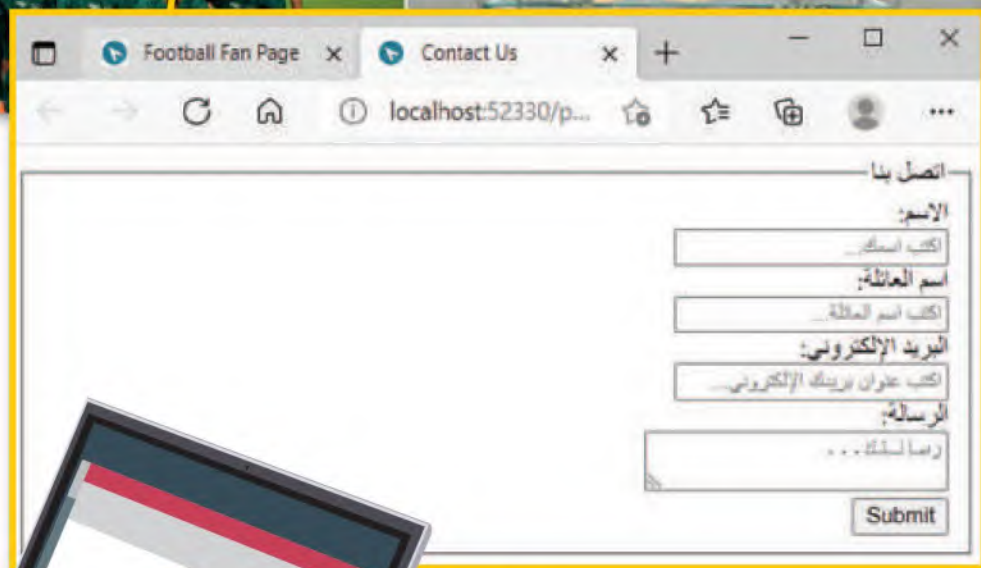 Football Fan Page
Contact Us
localhost:52330/p...
اتصل بنا
الاسم:
اكتب اسمك...
اسم العائلة:
اكتب اسم العائلة...
البريد الإلكتروني:
اكتب عنوان بريدك الإلكتروني...
الرسالة:
رسالتك...
Submit